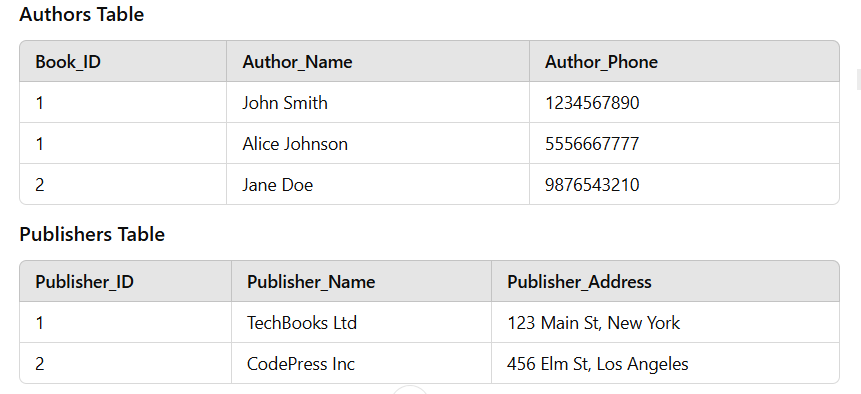 Authors Table
Book_ID Author_Name Author_Phone
1 John Smith 1234567890
1 Alice Johnson 5556667777
2 Jane Doe 9876543210
Publishers Table
Publisher_ID Publisher_Name Publisher_Address
1 TechBooks Ltd 123 Main St, New York
2 CodePress Inc 456 Elm St, Los Angeles